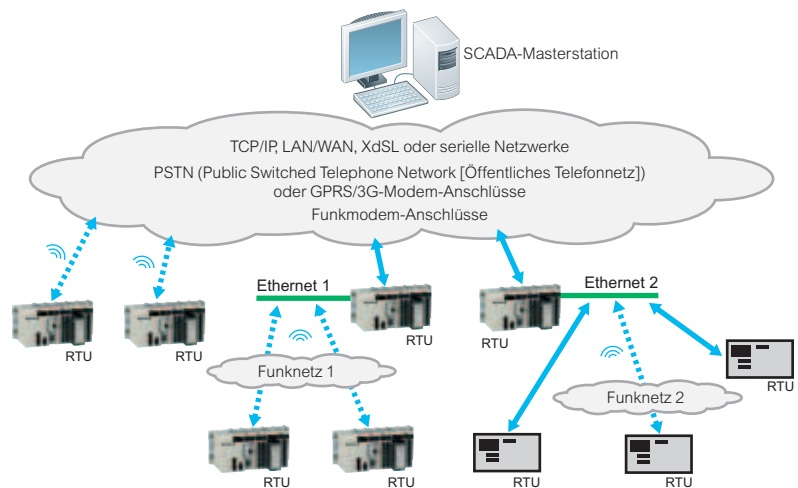 SCADA-Masterstation
TCP/IP, LAN/WAN, XdSL oder serielle Netzwerke
PSTN (Public Switched Telephone Network [Öffentliches Telefonnetz])
oder GPRS/3G-Modem-Anschlüsse
Funkmodem-Anschlüsse
Ethernet 1
Ethernet 2
RTU
RTU
RTU
RTU
Funknetz 1
RTU
Funknetz 2
RTU
RTU
RTU
RTU